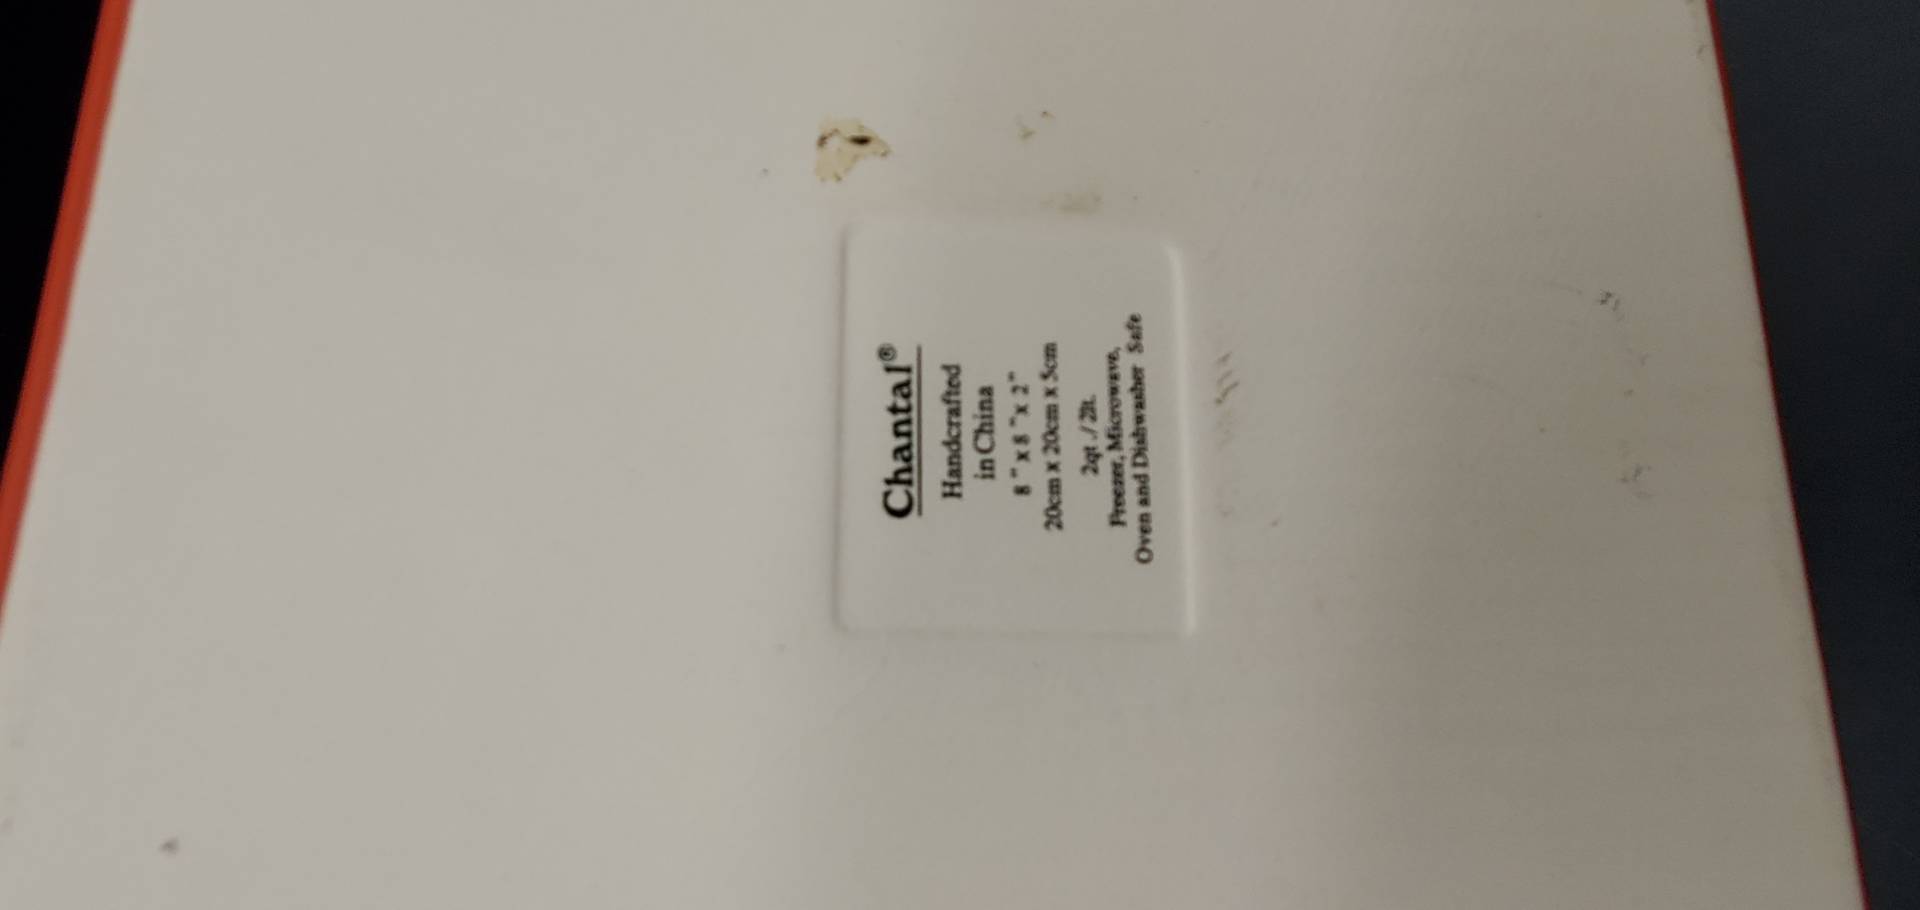 Chantal®
Handcrafted
in China
8 " x 8 " x 2"
20cm x 20cm x 5cm
2qt./2lt.
Freezer, Microwave,
Oven and Dishwasher Safe